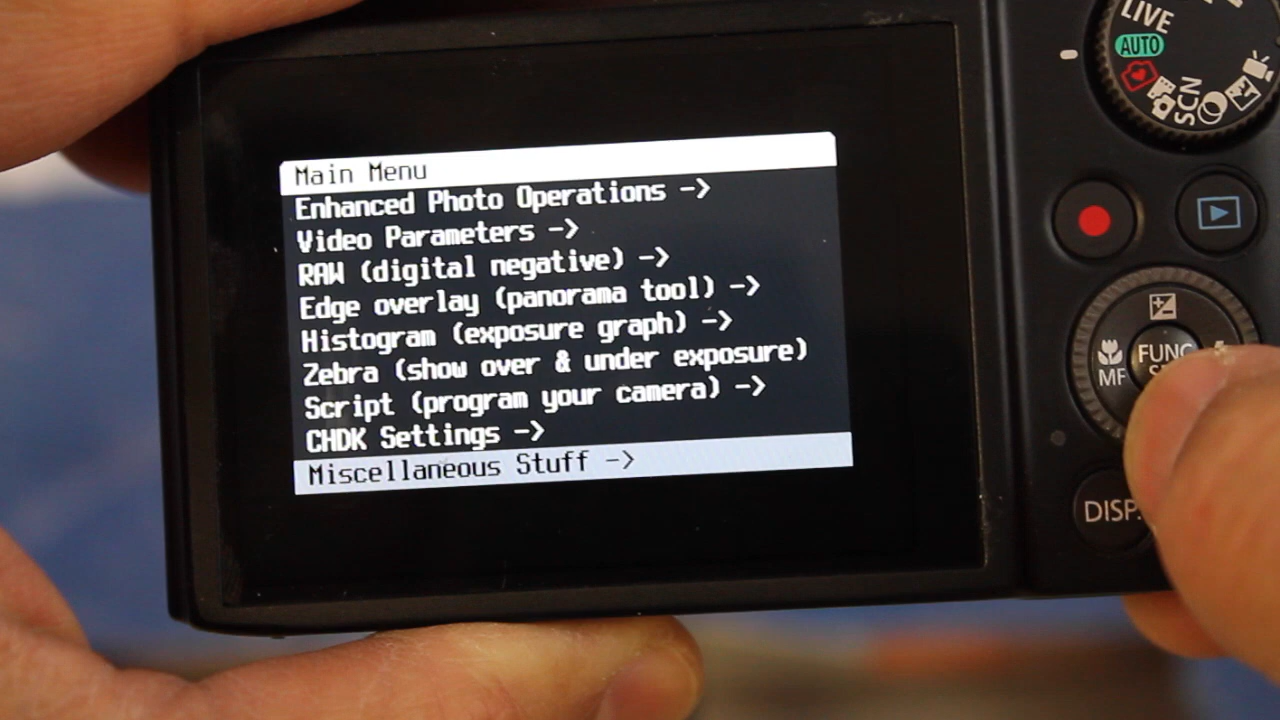 LIVE
AUTO
SCN
Main Menu
Enhanced Photo Operations ->
Video Parameters ->
RAW (digital negative) ->
Edge overlay (panorama tool) ->
Histogram (exposure graph) ->
Zebra (show over & under exposure)
Script (program your camera) ->
CHDK Settings ->
Miscellaneous Stuff ->
FUNC
MF
DISP.